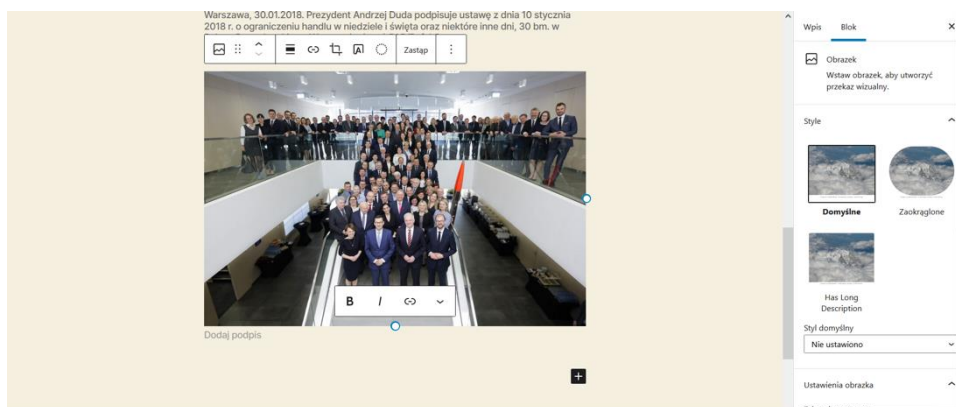 Warszawa, 30.01.2018. Prezydent Andrzej Duda podpisuje ustawę z dnia 10 stycznia
2018 r. o ograniczeniu handlu w niedziele i święta oraz niektóre inne dni, 30 bm. w
Zastąp
B I
Dodaj podpis
Wpis Blok
Obrazek
Wstaw obrazek, aby utworzyć
przekaz wizualny.
Style
Domyślne Zaokrąglone
Has Long
Description
Styl domyślny
Nie ustawiono
Ustawienia obrazka